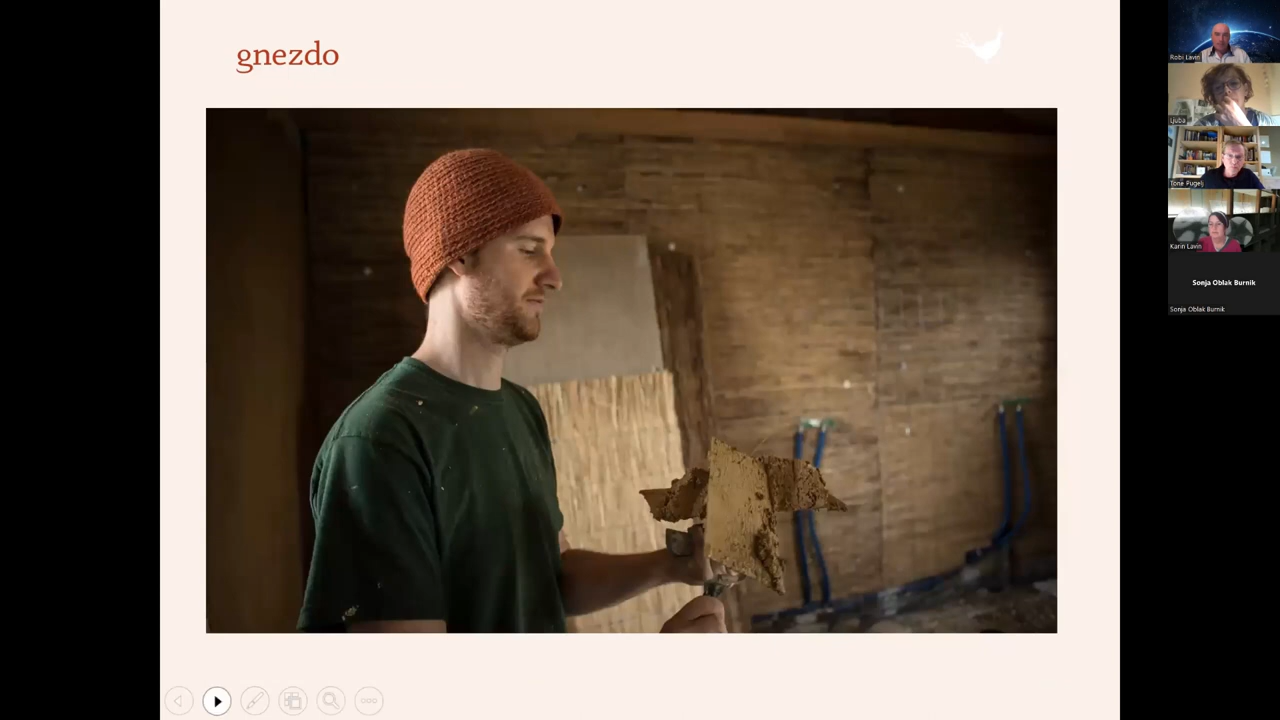 gnezdo
Robi Lavin
Ljuba
Tone Pugelj
Karin Lavin
Sonja Oblak Burnik
Sonja Oblak Burnik